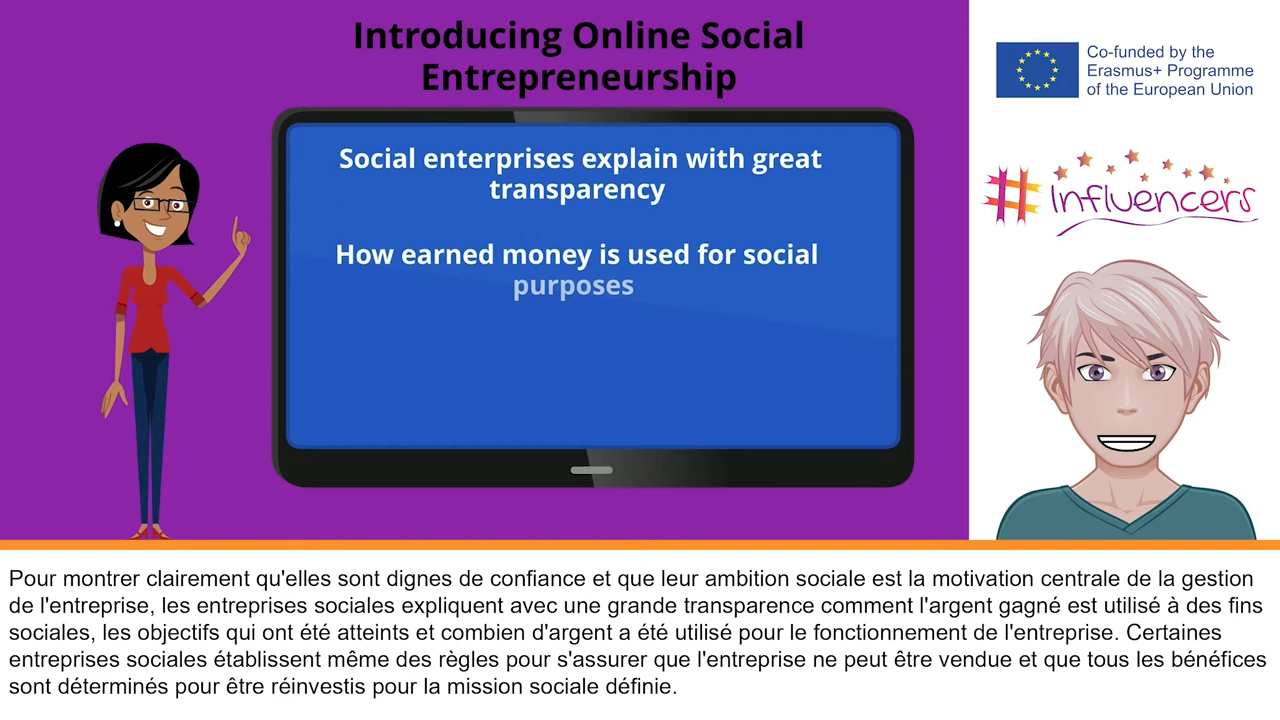 Introducing Online Social
Entrepreneurship
Social enterprises explain with great
transparency
How earned money is used for social
purposes
Co-funded by the
Erasmus+ Programme
of the European Union
#Influencers
Pour montrer clairement qu'elles sont dignes de confiance et que leur ambition sociale est la motivation centrale de la gestion
de l'entreprise, les entreprises sociales expliquent avec une grande transparence comment l'argent gagné est utilisé à des fins
sociales, les objectifs qui ont été atteints et combien d'argent a été utilisé pour le fonctionnement de l'entreprise. Certaines
entreprises sociales établissent même des règles pour s'assurer que l'entreprise ne peut être vendue et que tous les bénéfices
sont déterminés pour être réinvestis pour la mission sociale définie.